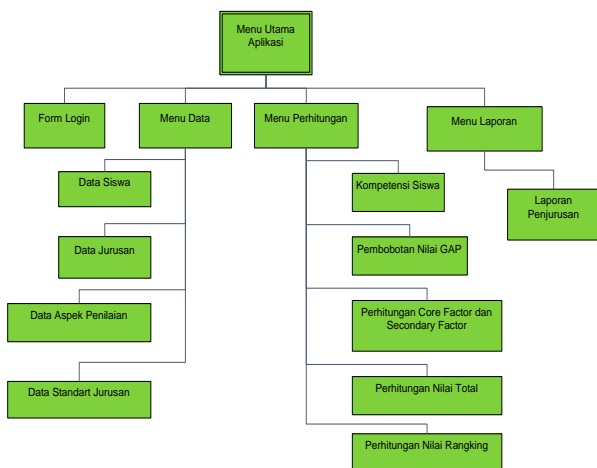 Menu Utama
Aplikasi
Form Login
Menu Data
Menu Perhitungan
Menu Laporan
Data Siswa
Kompetensi Siswa
Laporan
Penjurusan
Data Jurusan
Pembobotan Nilai GAP
Data Aspek Penilaian
Perhitungan Core Factor dan
Secondary Factor
Data Standart Jurusan
Perhitungan Nilai Total
Perhitungan Nilai Rangking